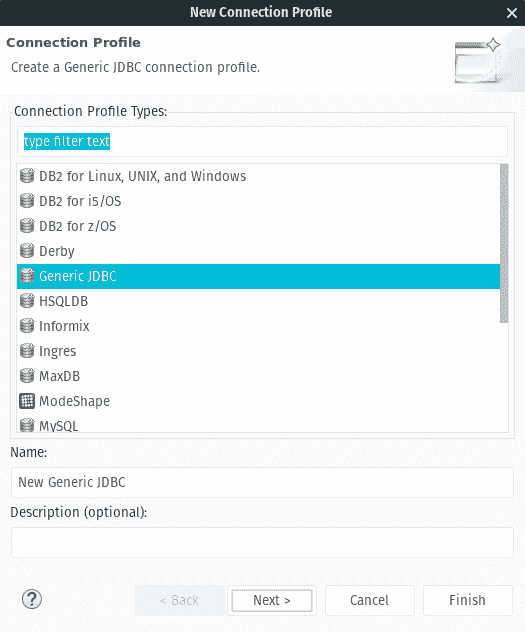 New Connection Profile
Connection Profile
Create a Generic JDBC connection profile.
Connection Profile Types:
type filter text
DB2 for Linux, UNIX, and Windows
DB2 for i5/OS
DB2 for z/OS
Derby
Generic JDBC
HSQLDB
Informix
Ingres
MaxDB
ModeShape
MySQL
Name:
New Generic JDBC
Description (optional):
? < Back Next > Cancel Finish